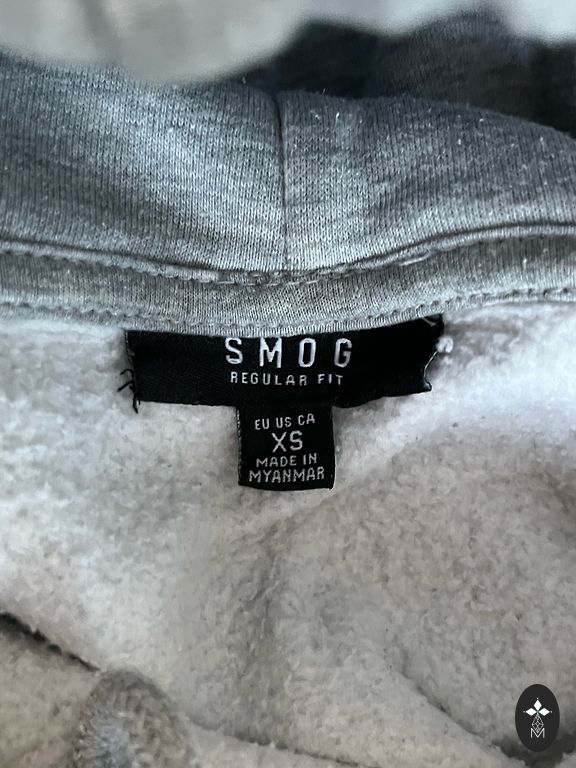 SMOG
REGULAR FIT
EU US CA
XS
MADE IN
MYANMAR
M